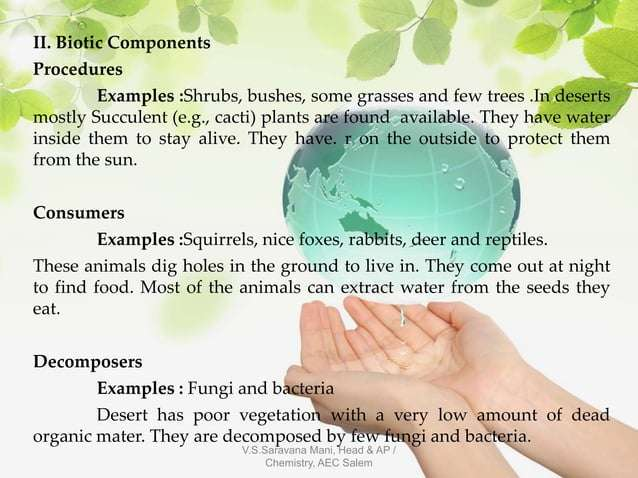 II. Biotic Components
Procedures
Examples :Shrubs, bushes, some grasses and few trees .In deserts
mostly Succulent (e.g., cacti) plants are found available. They have water
inside them to stay alive. They have. r on the outside to protect them
from the sun.
Consumers
Examples :Squirrels, nice foxes, rabbits, deer and reptiles.
These animals dig holes in the ground to live in. They come out at night
to find food. Most of the animals can extract water from the seeds they
eat.
Decomposers
Examples : Fungi and bacteria
Desert has poor vegetation with a very low amount of dead
organic mater. They are decomposed by few fungi and bacteria.
V.S.Saravana Mani, Head & AP /
Chemistry, AEC Salem